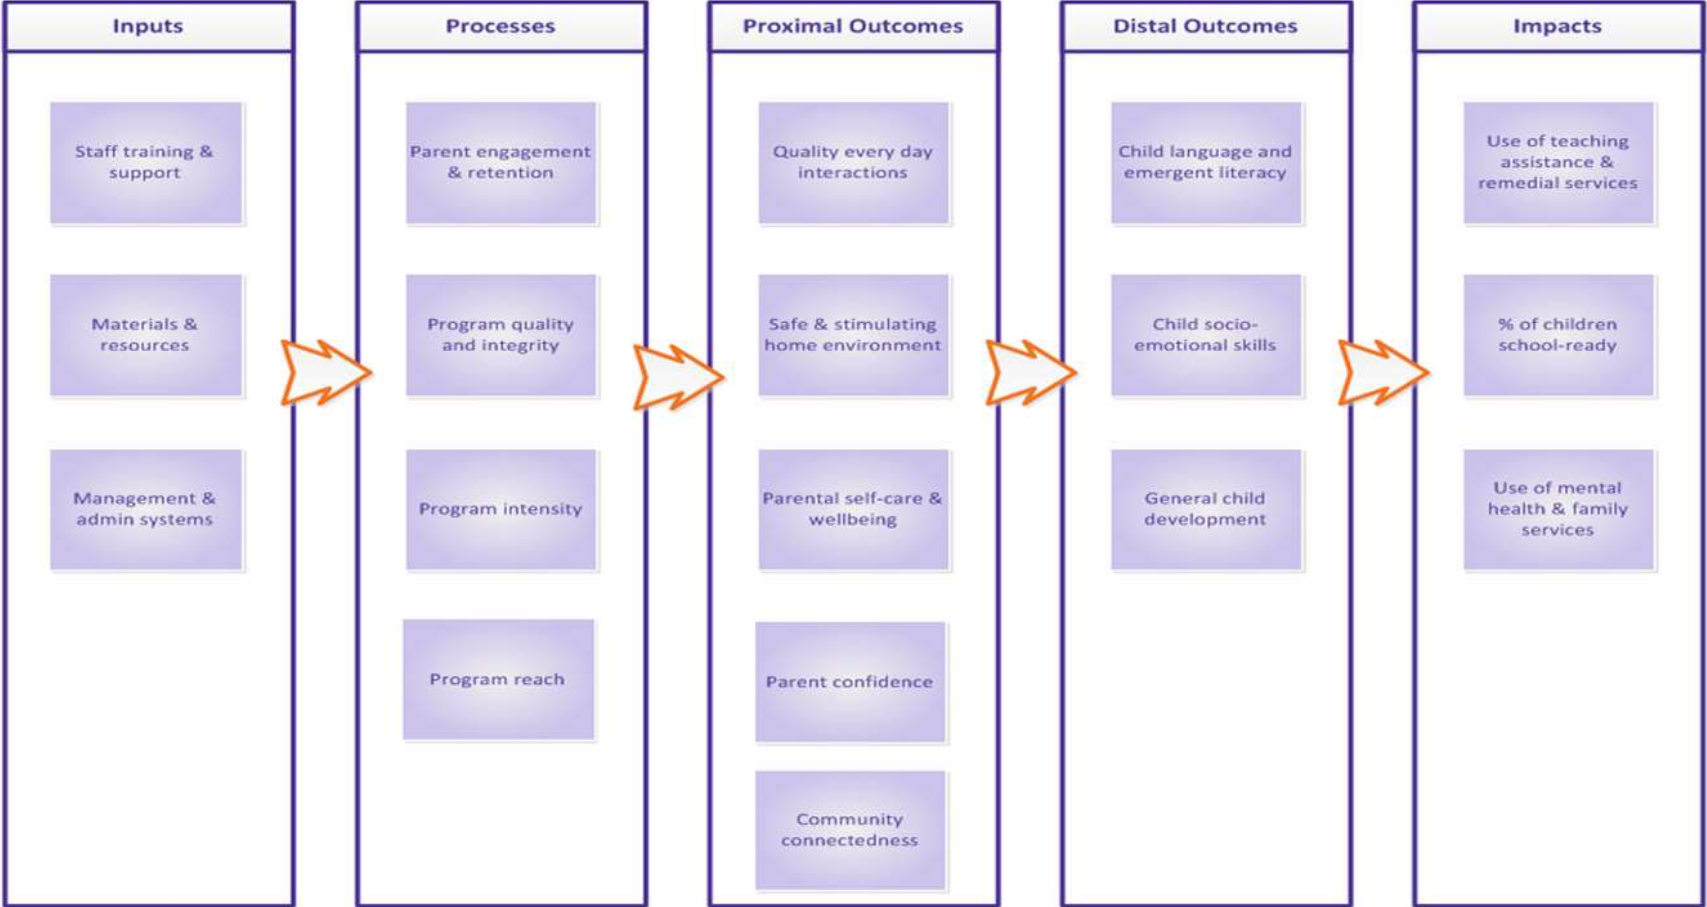 Inputs
Staff training &
support
Materials &
resources
Management &
admin systems
Processes
Parent engagement
& retention
Program quality
and integrity
Program intensity
Program reach
Proximal Outcomes
Quality every day
interactions
Safe & stimulating
home environment
Parental self-care &
wellbeing
Parent confidence
Community
connectedness
Distal Outcomes
Child language and
emergent literacy
Child socio-
emotional skills
General child
development
Impacts
Use of teaching
assistance &
remedial services
% of children
school-ready
Use of mental
health & family
services